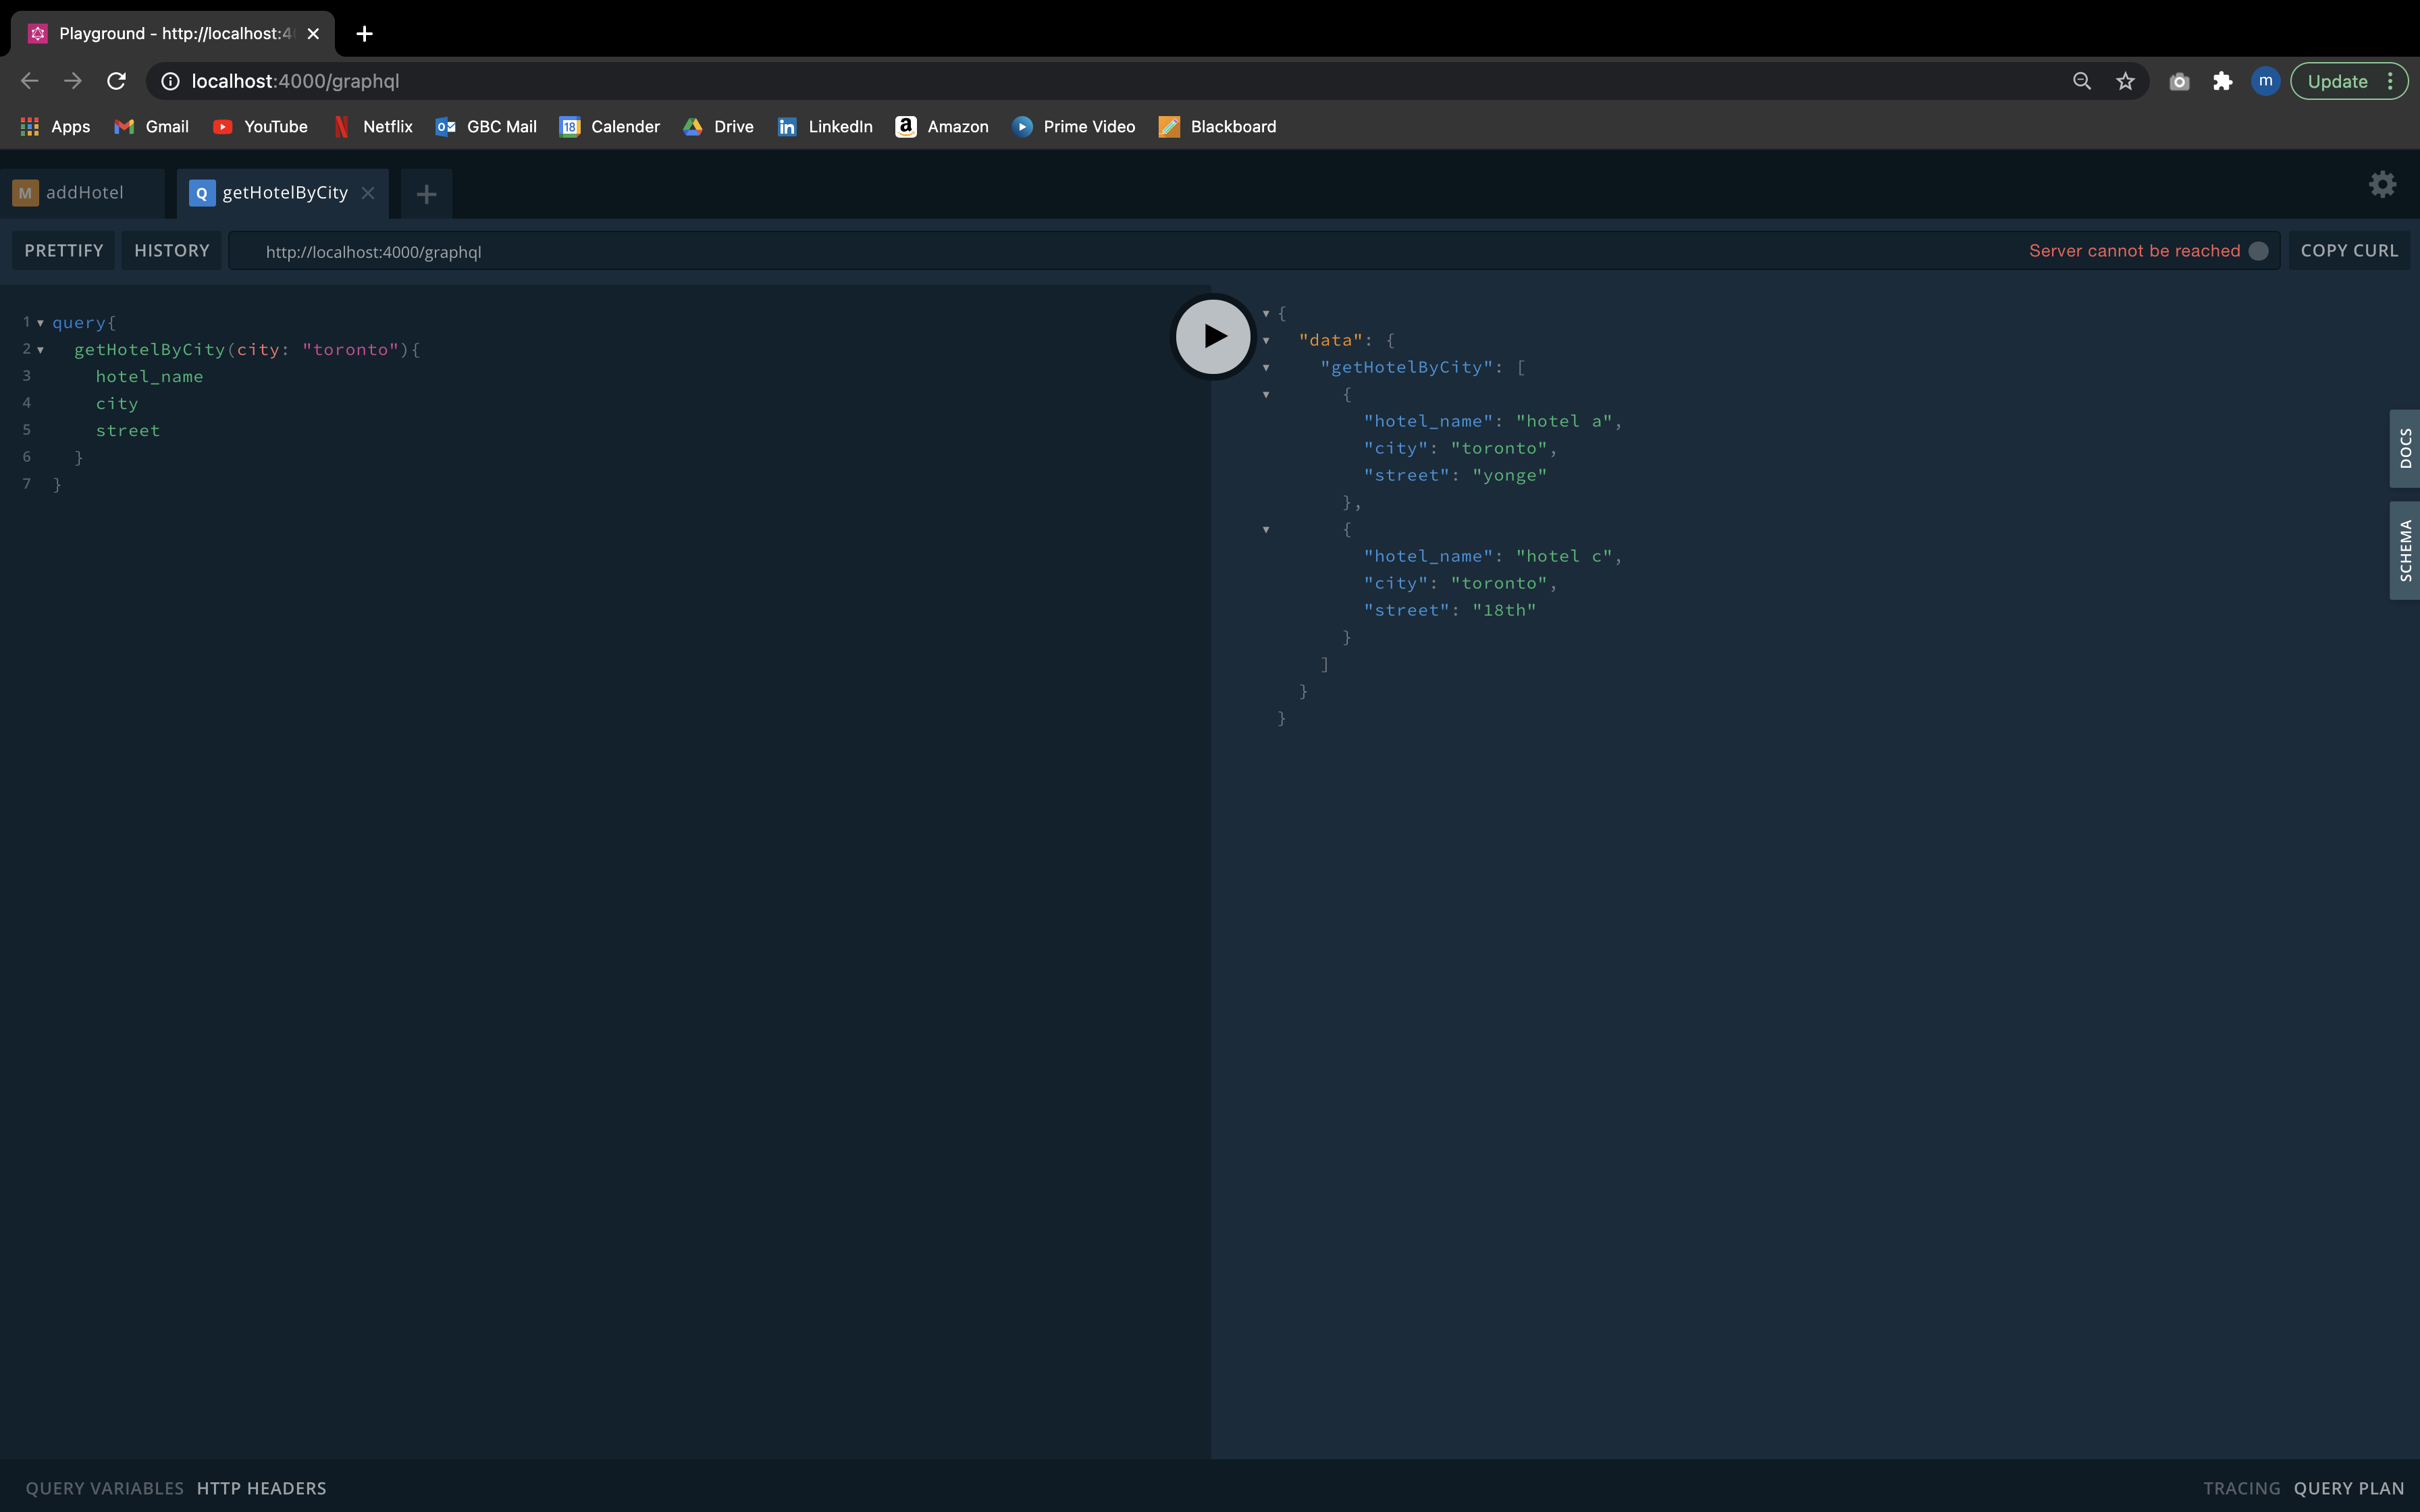 Playground - http://localhost:4
localhost:4000/graphql
m
Update
Apps
Gmail
YouTube
Netflix
GBC Mail
18
Calender
Drive
in
LinkedIn
a
Amazon
Prime Video
Blackboard
M addHotel
Q getHotelByCity
PRETTIFY
HISTORY
http://localhost:4000/graphql
Server cannot be reached
COPY CURL
1 query{
2 getHotelByCity(city: "toronto"){
3 hotel_name
4 city
5 street
6 }
7 }
{
"data": {
"getHotelByCity": [
{
"hotel_name": "hotel a",
"city": "toronto",
"street": "yonge"
},
{
"hotel_name": "hotel c",
"city": "toronto",
"street": "18th"
}
]
}
}
DOCS
SCHEMA
QUERY VARIABLES HTTP HEADERS
TRACING QUERY PLAN